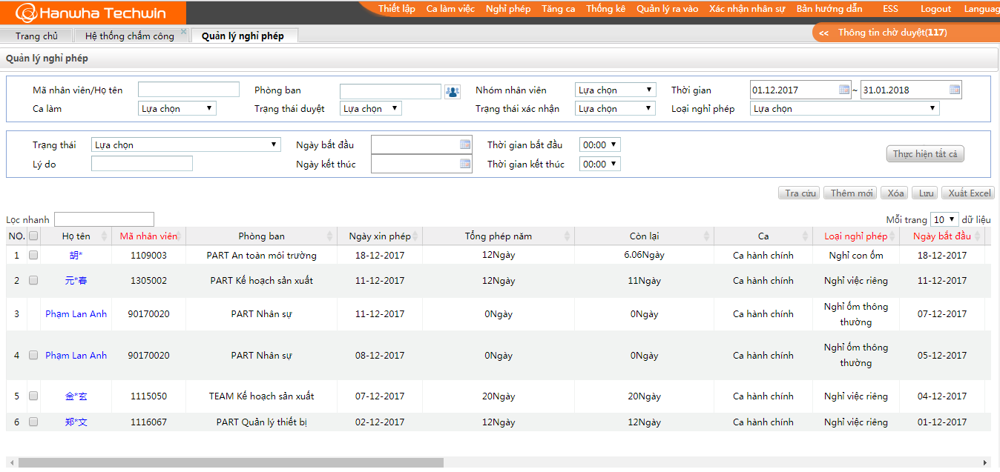 Hanwha Techwin
Thiết lập Ca làm việc Nghỉ phép Tăng ca Thống kê Quản lý ra vào Xác nhận nhân sự Bản hướng dẫn ESS Logout Languag
Trang chủ Hệ thống chấm công Quản lý nghỉ phép << Thông tin chờ duyệt(117)
Quản lý nghỉ phép
Mã nhân viên/Họ tên Phòng ban Nhóm nhân viên Lựa chọn Thời gian 01.12.2017 ~ 31.01.2018
Ca làm Lựa chọn Trạng thái duyệt Lựa chọn Trạng thái xác nhận Lựa chọn Loại nghỉ phép Lựa chọn
Trạng thái Lựa chọn Ngày bắt đầu Thời gian bắt đầu 00:00
Thực hiện tất cả
Lý do Ngày kết thúc Thời gian kết thúc 00:00
Tra cứu Thêm mới Xóa Lưu Xuất Excel
Lọc nhanh Mỗi trang 10 dữ liệu
NO. Họ tên Mã nhân viên Phòng ban Ngày xin phép Tổng phép năm Còn lại Ca Loại nghỉ phép Ngày bắt đầu
1 胡* 1109003 PART An toàn môi trường 18-12-2017 12Ngày 6.06Ngày Ca hành chính Nghỉ con ốm 18-12-2017
2 元*春 1305002 PART Kế hoạch sản xuất 11-12-2017 12Ngày 11Ngày Ca hành chính Nghỉ việc riêng 11-12-2017
3 Phạm Lan Anh 90170020 PART Nhân sự 11-12-2017 0Ngày 0Ngày Ca hành chính Nghỉ ốm thông thường 07-12-2017
4 Phạm Lan Anh 90170020 PART Nhân sự 08-12-2017 0Ngày 0Ngày Ca hành chính Nghỉ ốm thông thường 05-12-2017
5 金*玄 1115050 TEAM Kế hoạch sản xuất 07-12-2017 20Ngày 20Ngày Ca hành chính Nghỉ việc riêng 04-12-2017
6 郑*文 1116067 PART Quản lý thiết bị 02-12-2017 12Ngày 12Ngày Ca hành chính Nghỉ việc riêng 01-12-2017